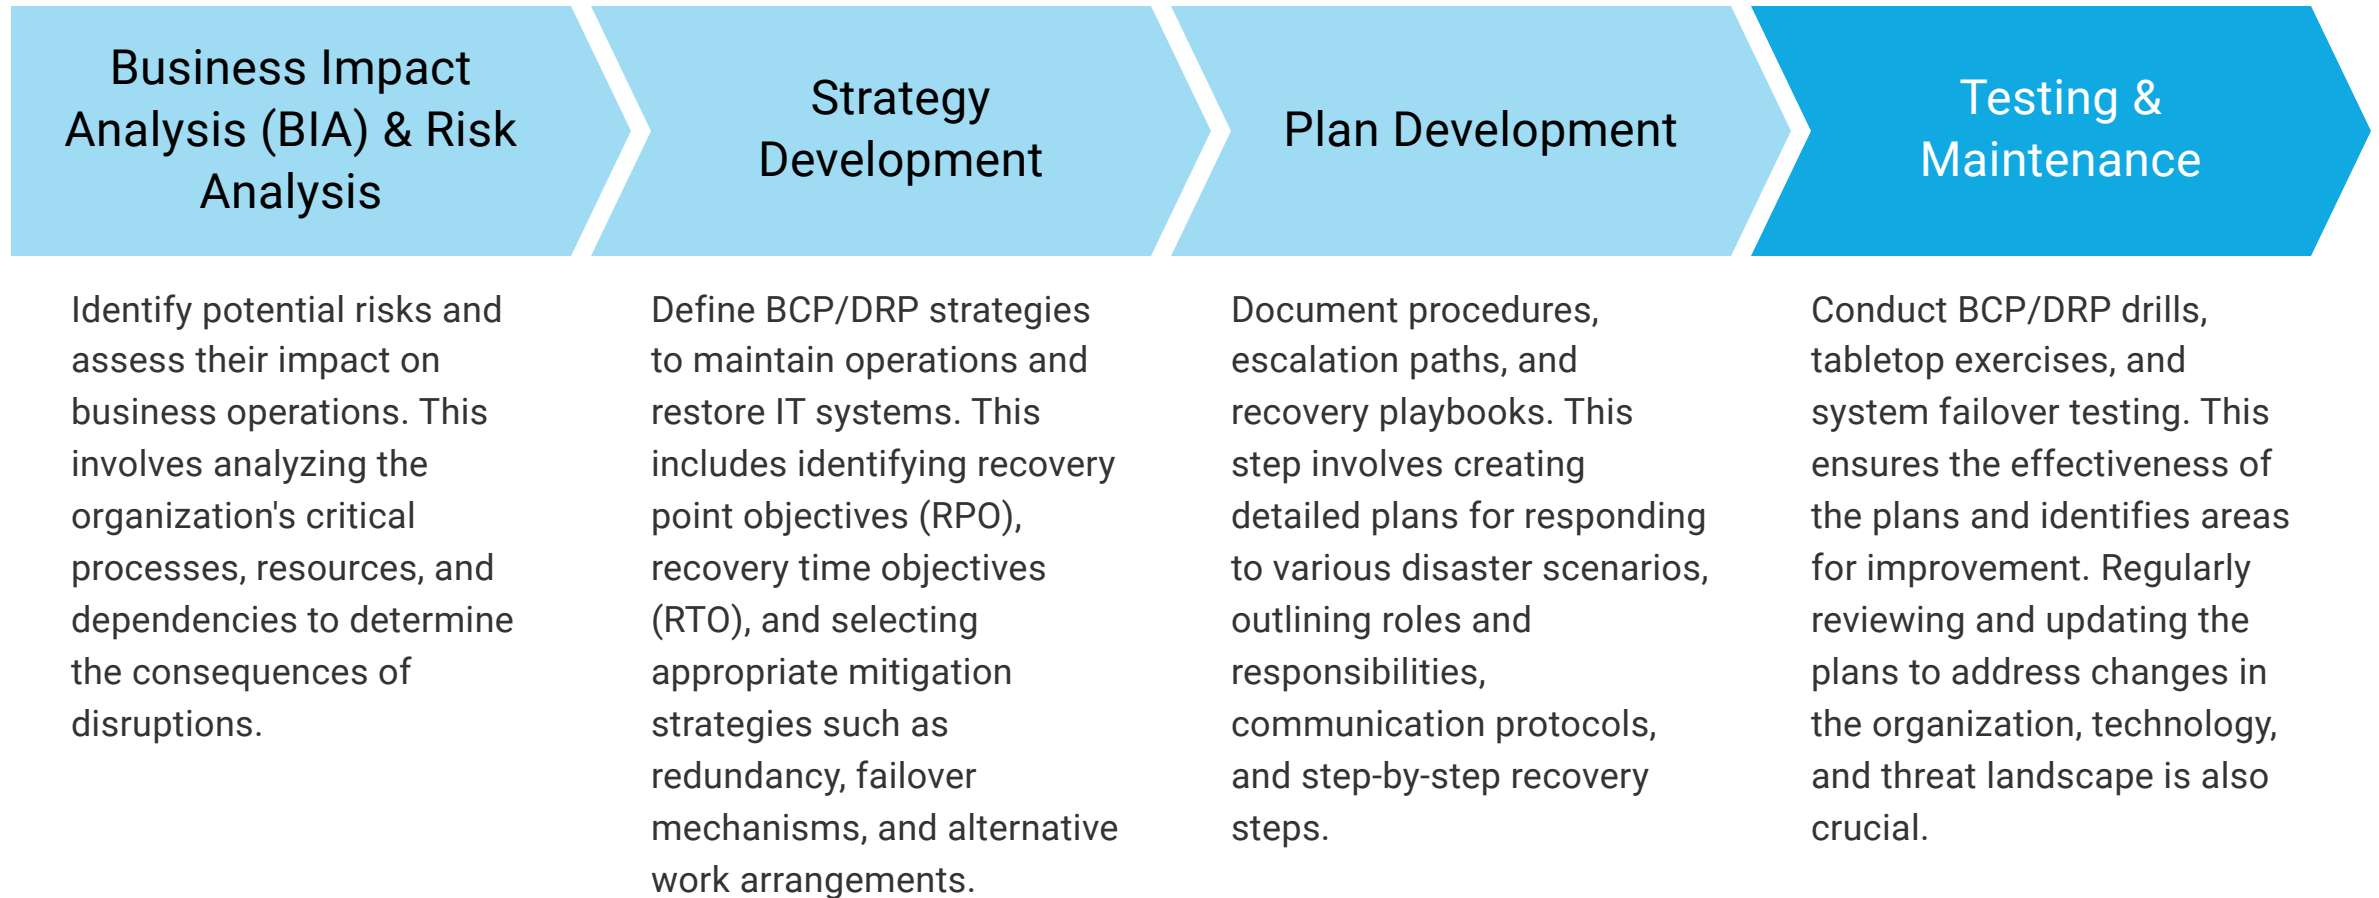 Business Impact
Analysis (BIA) & Risk
Analysis
Identify potential risks and
assess their impact on
business operations. This
involves analyzing the
organization's critical
processes, resources, and
dependencies to determine
the consequences of
disruptions.
Strategy
Development
Define BCP/DRP strategies
to maintain operations and
restore IT systems. This
includes identifying recovery
point objectives (RPO),
recovery time objectives
(RTO), and selecting
appropriate mitigation
strategies such as
redundancy, failover
mechanisms, and alternative
work arrangements.
Plan Development
Document procedures,
escalation paths, and
recovery playbooks. This
step involves creating
detailed plans for responding
to various disaster scenarios,
outlining roles and
responsibilities,
communication protocols,
and step-by-step recovery
steps.
Testing &
Maintenance
Conduct BCP/DRP drills,
tabletop exercises, and
system failover testing. This
ensures the effectiveness of
the plans and identifies areas
for improvement. Regularly
reviewing and updating the
plans to address changes in
the organization, technology,
and threat landscape is also
crucial.